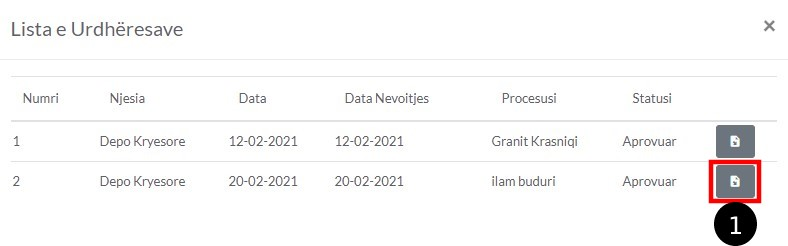 Lista e Urdhëresave ×
Numri Njesia Data Data Nevoitjes Procesusi Statusi
1 Depo Kryesore 12-02-2021 12-02-2021 Granit Krasniqi Aprovuar
2 Depo Kryesore 20-02-2021 20-02-2021 ilam buduri Aprovuar
1